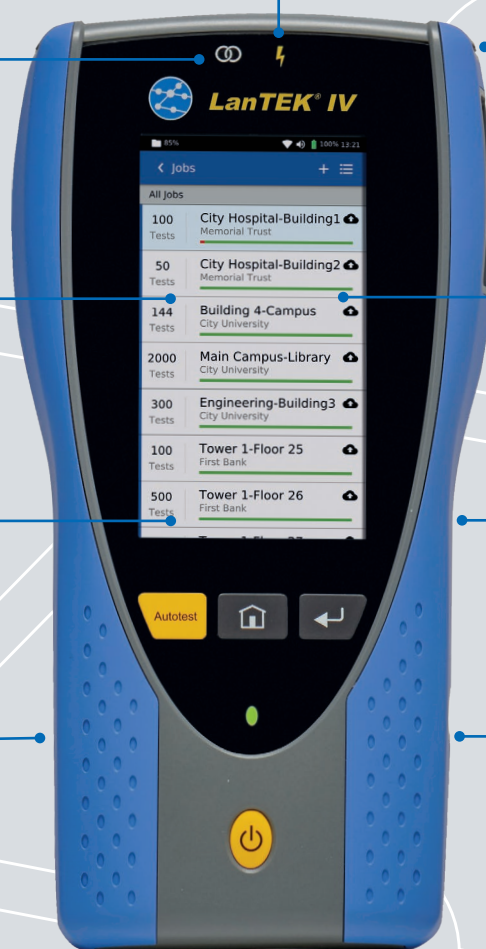 LanTEK® IV
85% 100% 13:21
Jobs
All Jobs
100 City Hospital-Building1
Tests Memorial Trust
50 City Hospital-Building2
Tests Memorial Trust
144 Building 4-Campus
Tests City University
2000 Main Campus-Library
Tests City University
300 Engineering-Building3
Tests City University
100 Tower 1-Floor 25
Tests First Bank
500 Tower 1-Floor 26
Tests First Bank
Autotest